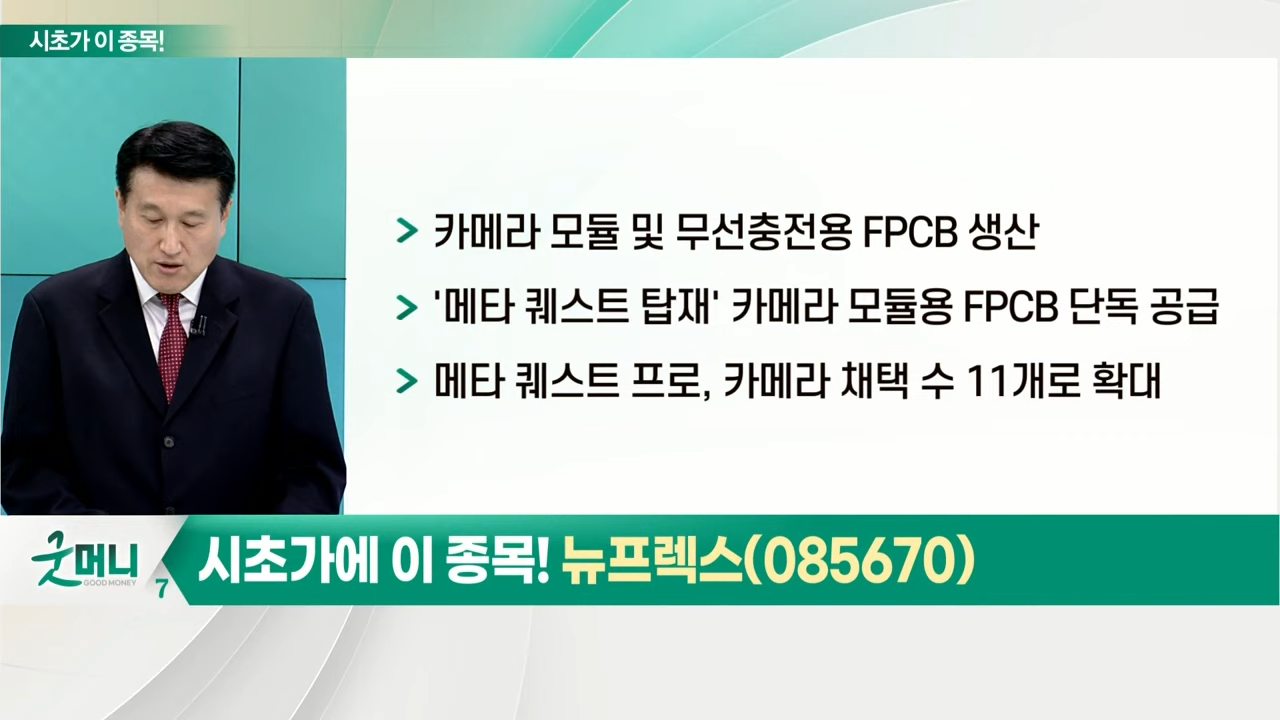 시초가 이 종목!
> 카메라 모듈 및 무선충전용 FPCB 생산
> '메타 퀘스트 탑재' 카메라 모듈용 FPCB 단독 공급
> 메타 퀘스트 프로, 카메라 채택 수 11개로 확대
굿머니
GOOD MONEY
7
시초가에 이 종목! 뉴프렉스(085670)